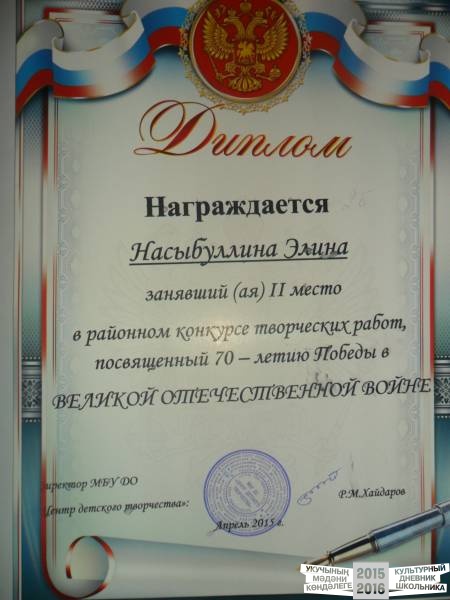 Диплом
Награждается
Насыбуллина Элина
занявший (ая) II место
в районном конкурсе творческих работ,
посвященный 70 – летию Победы в
ВЕЛИКОЙ ОТЕЧЕСТВЕННОЙ ВОЙНЕ
иректор МБУ ДО
Центр детского творчества»:
Р.М.Хайдаров
Апрель 2015 г.
УКУЧЫНЫҢ
МӘДӘНИ
КӨНДӘЛЕГЕ
2015
2016
КУЛЬТУРНЫЙ
ДНЕВНИК
ШКОЛЬНИКА